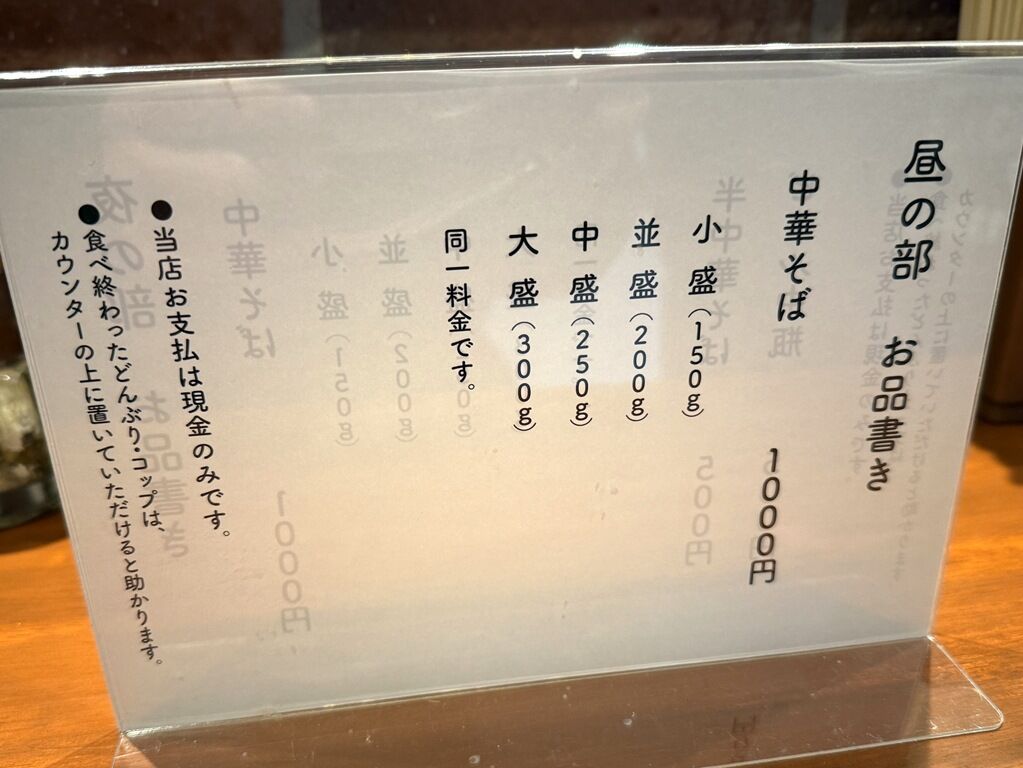 昼の部 お品書き
中華そば 1000円
小盛(150g)
並盛(200g)
中盛(250g)
大盛(300g)
同一料金です。
●当店お支払は現金のみです。
●食べ終わったどんぶり・コップは、
カウンターの上に置いていただけると助かります。